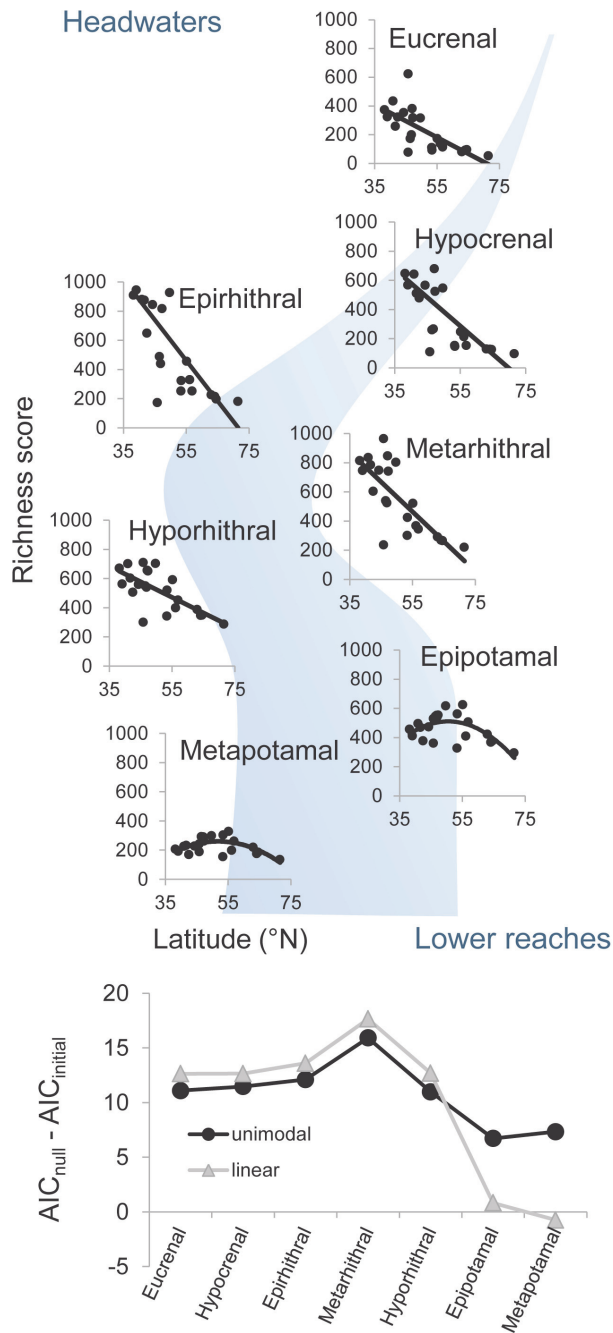 Headwaters
Eucrenal
1000
800
600
400
200
0
35 55 75
Hypocrenal
1000
800
600
400
200
0
35 55 75
Epirhithral
1000
800
600
400
200
0
35 55 75
Metarhithral
1000
800
600
400
200
0
35 55 75
Richness score
Hyporhithral
1000
800
600
400
200
0
35 55 75
Epipotamal
1000
800
600
400
200
0
35 55 75
Metapotamal
1000
800
600
400
200
0
35 55 75
Latitude (°N)
Lower reaches
20
15
10
5
0
-5
AICnull - AICinitial
unimodal
linear
Eucrenal
Hypocrenal
Epirhithral
Metarhithral
Hyporhithral
Epipotamal
Metapotamal